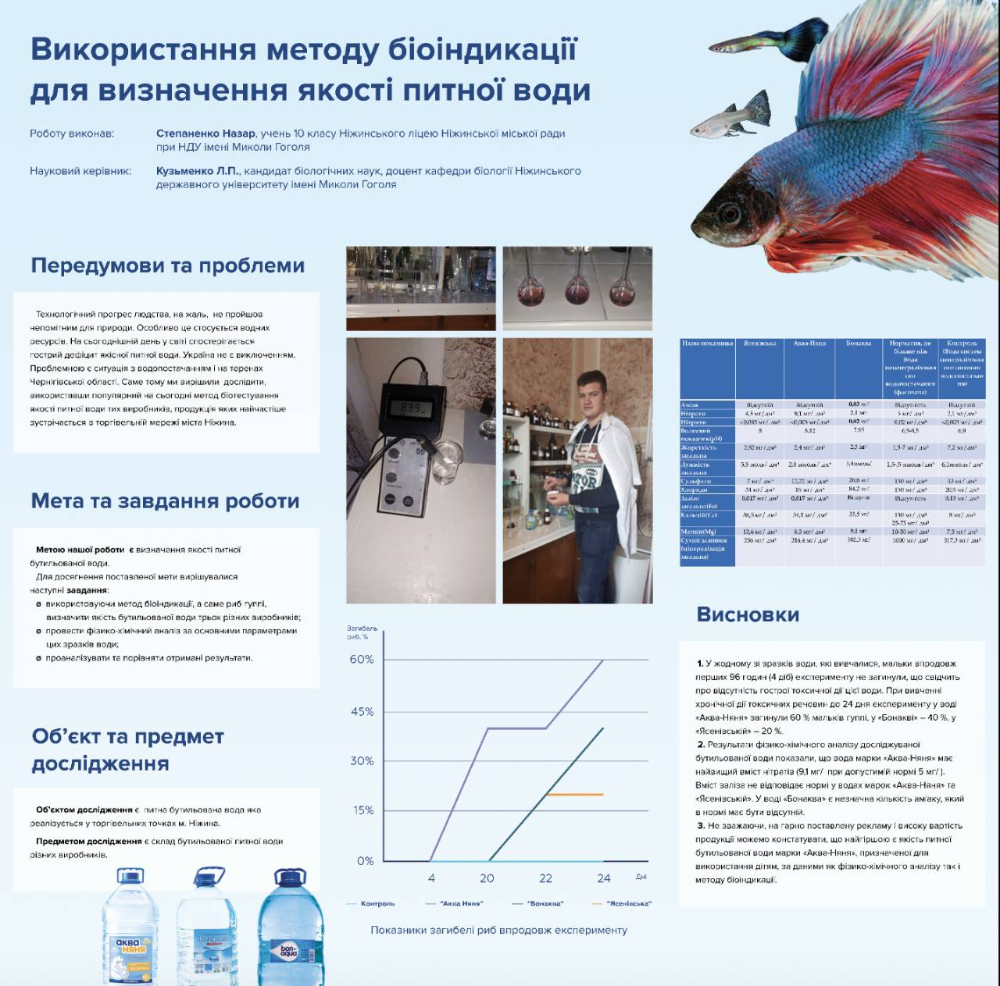 Використання методу біоіндикації
для визначення якості питної води
Роботу виконав:
Степаненко Назар, учень 10 класу Ніжинського ліцею Ніжинської міської ради
при НДУ імені Миколи Гоголя
Науковий керівник:
Кузьменко Л.П., кандидат біологічних наук, доцент кафедри біології Ніжинського
державного університету імені Миколи Гоголя
Передумови та проблеми
Технологічний прогрес людства, на жаль, не пройшов
непомітним для природи. Особливо це стосується водних
ресурсів. На сьогоднішній день у світі спостерігається
гострий дефіцит якісної питної води. Україна не є виключенням.
Проблемною є ситуація з водопостачанням і на теренах
Чернігівської області. Саме тому ми вирішили дослідити,
використавши популярний на сьогодні метод біотестування
якості питної води тих виробників, продукція яких найчастіше
зустрічається в торгівельній мережі міста Ніжина.
Мета та завдання роботи
Метою нашої роботи є визначення якості питної
бутильованої води.
Для досягнення поставленої мети вирішувалися
наступні завдання:
ø використовуючи метод біоіндикації, а саме риб гуппі,
визначити якість бутильованої води трьох різних виробників;
ø провести фізико-хімічний аналіз за основними параметрами
цих зразків води;
ø проаналізувати та порівняти отримані результати.
Об’єкт та предмет
дослідження
Об’єктом дослідження є питна бутильована вода яка
реалізується у торгівельних точках м. Ніжина.
Предметом дослідження є склад бутильованої питної води
різних виробників.
аква
няня
bon
aqua
8.99
Загибель
риб, %
60%
45%
30%
15%
0%
4 20 22 24 Дні
Контроль "Аква Няня" "Бонаква" "Ясенівська"
Показники загибелі риб впродовж експерименту
Назва показника Ясенівська Аква-Няня Бонаква Норматив, не більше ніж Вода нецентралізованого водопостачання (фасована) Контроль (Вода систем централізованого питного водопостачання)
Аміак Відсутній Відсутній 0,03 мг/ Відсутність Відсутній
Нітрати 4,3 мг/дм³ 9,1 мг/ дм³ 2,1 мг/ 5 мг/ дм³ 2,1 мг/дм³
Нітрити <0,003 мг/ дм³ <0,003 мг/дм³ 0,02 мг/ 0,02 мг/дм³ <0,003 мг/ дм³
Водневий показник(pH) 8 8,12 7,95 6,5-8,5 6,9
Жорсткість загальна 2,82 мг/дм³ 2,4 мг/ дм³ 2,5 мг/ 1,5-7 мг/ дм³ 7,2 мг/дм³
Лужність загальна 5,5 моль/ дм³ 2,8 ммоль/ дм³ 3,4ммоль/ 6,1ммоль/ дм³
Сульфати 7 мг/дм³ 12,22 мг/ дм³ 20,6 мг/ 150 мг/ дм³ 43 мг/ дм³
Хлориди 34 мг/ дм³ 16 мг/ дм³ 84,2 мг/ 150 мг/ дм³ 20,5 мг/дм³
Залізо загальне(Fe) 0,017 мг/ дм³ 0,017 мг/ дм³ Відсутнє Відсутність 0,13 мг/ дм³
Кальцій(Ca) 36,5 мг/ дм³ 34,1 мг/ дм³ 33,5 мг/ 130 мг/ дм³ 25-75 мг/ дм³ 8 мг/ дм³
Магній(Mg) 12,6 мг/ дм³ 8,5 мг/ дм³ 9,1 мг/ 10-50 мг/ дм³ 7,5 мг/ дм³
Сухий залишок (мінералізація загальна) 256 мг/ дм³ 216,4 мг/ дм³ 302,3 мг/ 1000 мг/ дм³ 517,3 мг/ дм³
Висновки
1. У жодному зі зразків води, які вивчалися, мальки впродовж
перших 96 годин (4 діб) експерименту не загинули, що свідчить
про відсутність гострої токсичної дії цієї води. При вивченні
хронічної дії токсичних речовин до 24 дня експерименту у воді
«Аква-Няня» загинули 60 % мальків гуппі, у «Бонакві» – 40 %, у
«Ясенівській» – 20 %.
2. Результати фізико-хімічного аналізу досліджуваної
бутильованої води показали, що вода марки «Аква-Няня» має
найвищий вміст нітратів (9,1 мг/ при допустимій нормі 5 мг/ ).
Вміст заліза не відповідає нормі у водах марок «Аква-Няня» та
«Ясенівській». У воді «Бонаква» є незначна кількість аміаку, який
в нормі має бути відсутній.
3. Не зважаючи, на гарно поставлену рекламу і високу вартість
продукції можемо констатувати, що найгіршою є якість питної
бутильованої води марки «Аква-Няня», призначеної для
використання дітям, за даними як фізико-хімічного аналізу так і
методу біоіндикації.